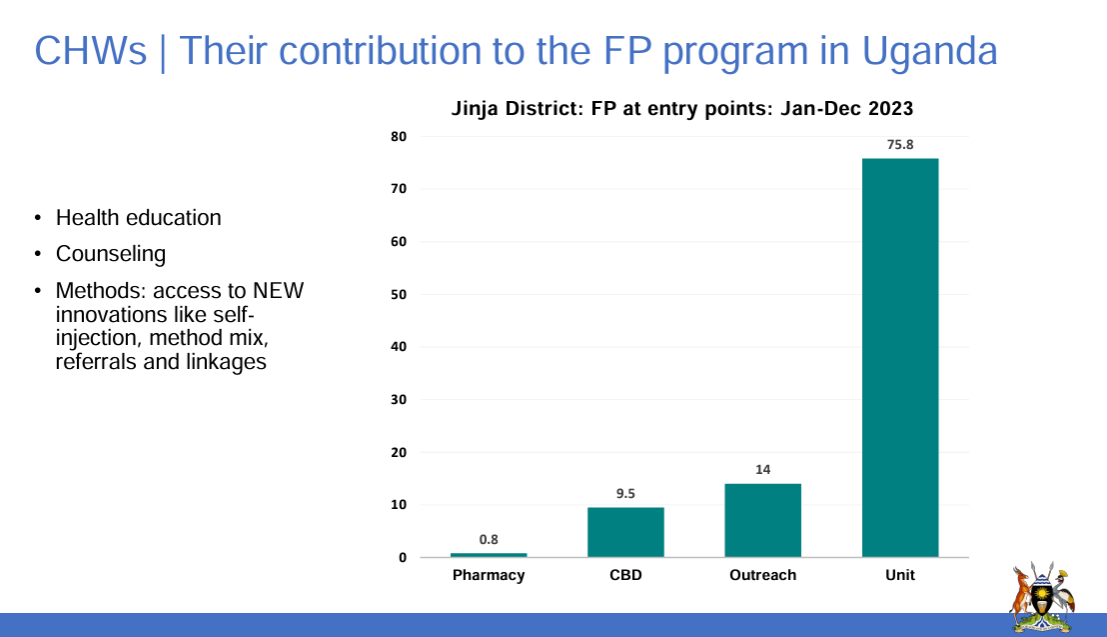 CHWs | Their contribution to the FP program in Uganda
• Health education
• Counseling
• Methods: access to NEW
innovations like self-
injection, method mix,
referrals and linkages
Jinja District: FP at entry points: Jan-Dec 2023
80
70
60
50
40
30
20
10
0
0.8
9.5
14
75.8
Pharmacy
CBD
Outreach
Unit